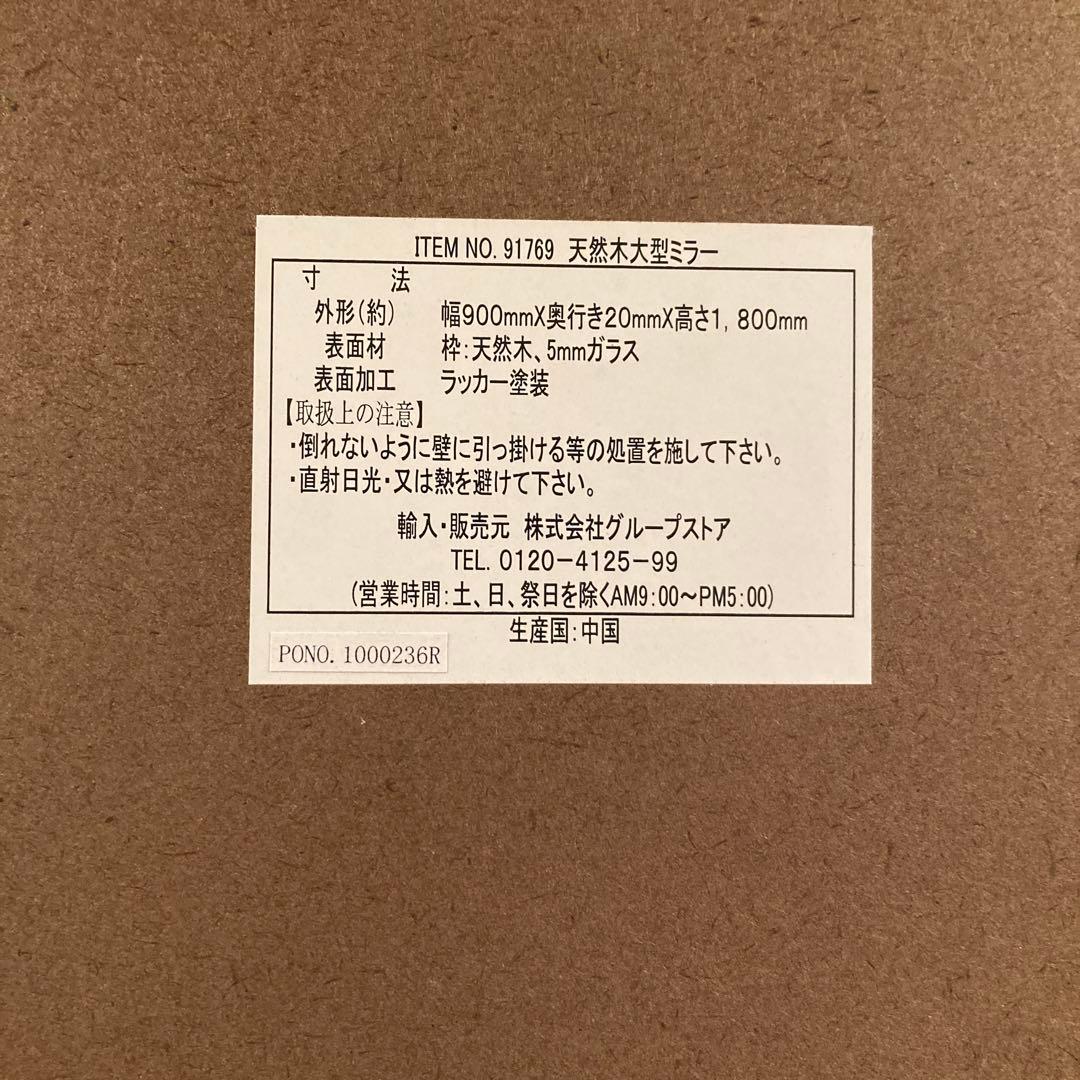 ITEM NO. 91769 天然木大型ミラー
寸 法
外形(約) 幅900mmX奥行き20mmX高さ1,800mm
表面材 枠:天然木、5mmガラス
表面加工 ラッカー塗装
【取扱上の注意】
・倒れないように壁に引っ掛ける等の処置を施して下さい。
・直射日光・又は熱を避けて下さい。
輸入・販売元 株式会社グループストア
TEL. 0120-4125-99
(営業時間:土、日、祭日を除くAM9:00~PM5:00)
生産国:中国
PONO. 1000236R